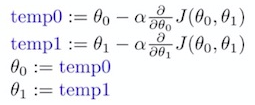 temp0 := θ₀ − α ∂/∂θ₀ J(θ₀, θ₁)
temp1 := θ₁ − α ∂/∂θ₁ J(θ₀, θ₁)
θ₀ := temp0
θ₁ := temp1